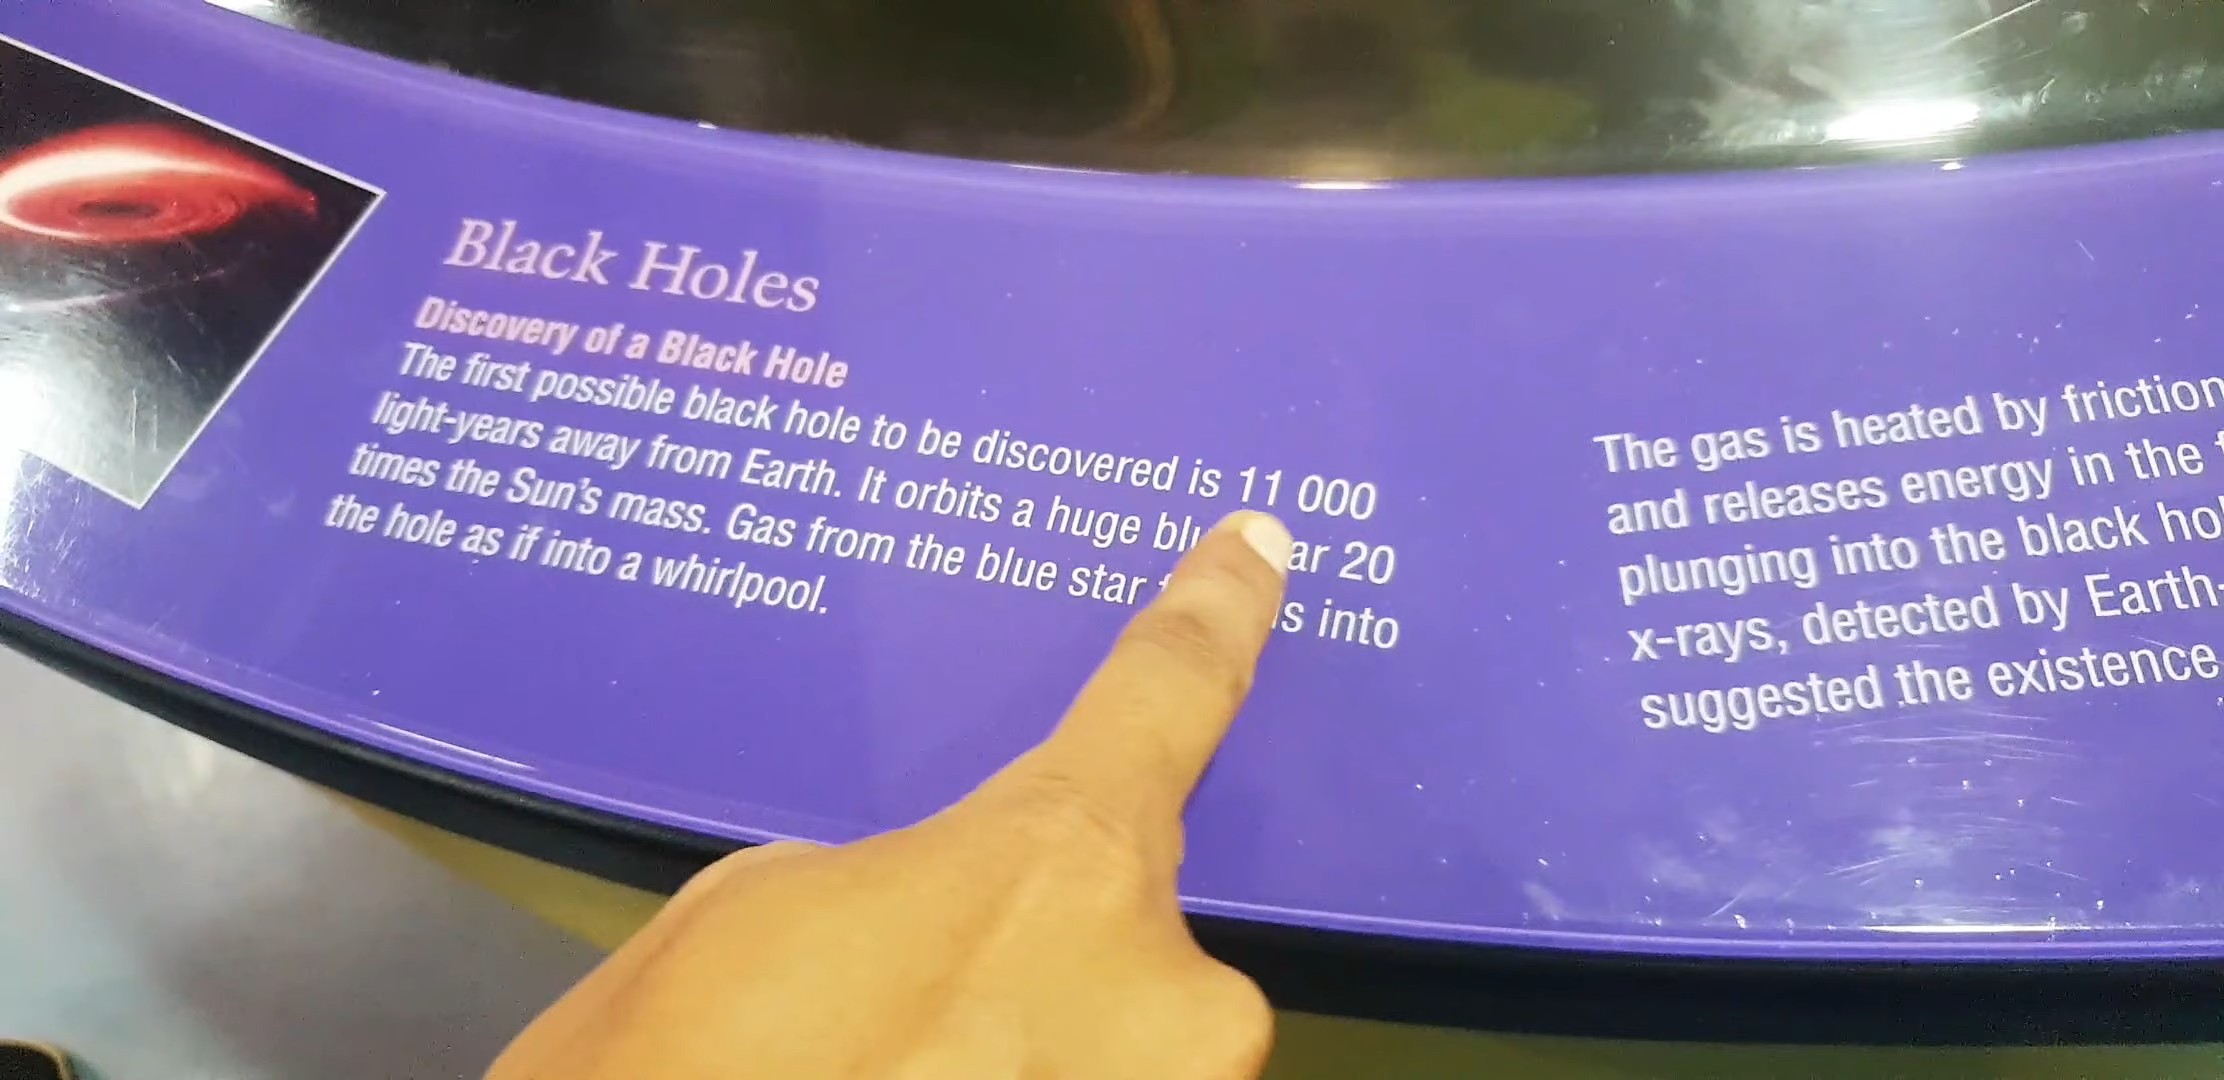 Black Holes
Discovery of a Black Hole
The first possible black hole to be discovered is 11 000
light-years away from Earth. It orbits a huge 20
times the Sun's mass. Gas from the blue star into
the hole as if into a whirlpool.
The gas is heated by friction
and releases energy in the
plunging into the black
x-rays, detected by Earth-
suggested the existence